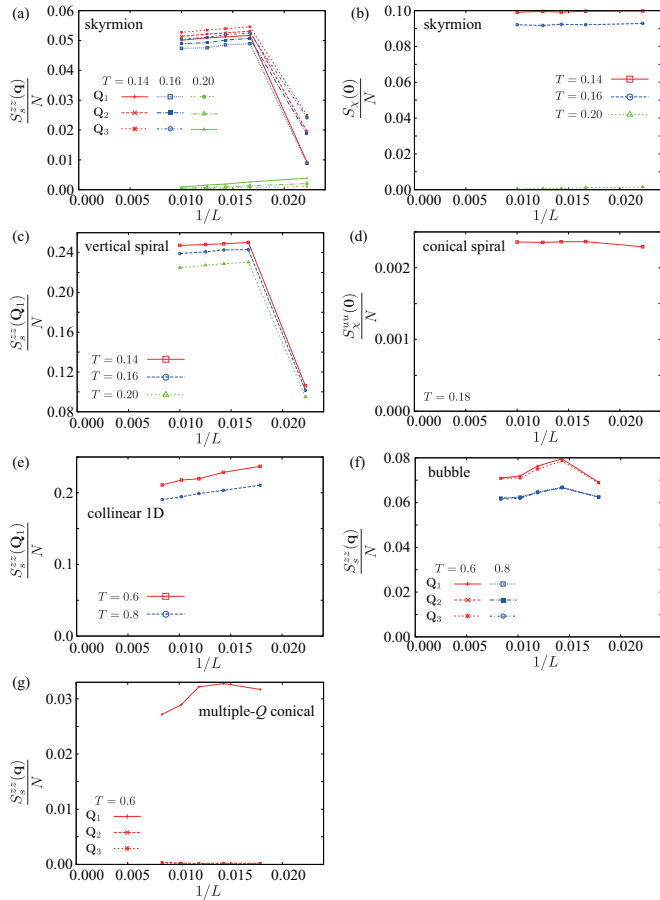 (a)
skyrmion
0.06
0.05
0.04
0.03
0.02
0.01
0.00
S_s^{zz}(q)/N
T = 0.14 0.16 0.20
Q1
Q2
Q3
0.000 0.005 0.010 0.015 0.020
1/L
(b)
skyrmion
0.10
0.08
0.06
0.04
0.02
0.00
S_χ(0)/N
T = 0.14
T = 0.16
T = 0.20
0.000 0.005 0.010 0.015 0.020
1/L
(c)
vertical spiral
0.24
0.20
0.16
0.12
0.08
S_s^{zz}(Q1)/N
T = 0.14
T = 0.16
T = 0.20
0.000 0.005 0.010 0.015 0.020
1/L
(d)
conical spiral
0.002
0.001
0.000
S_χ^{uu}(0)/N
T = 0.18
0.000 0.005 0.010 0.015 0.020
1/L
(e)
0.2
0.1
0.0
collinear 1D
S_s^{zz}(Q1)/N
T = 0.6
T = 0.8
0.000 0.005 0.010 0.015 0.020
1/L
(f)
bubble
0.08
0.06
0.04
0.02
0.00
S_s^{zz}(q)/N
T = 0.6 0.8
Q1
Q2
Q3
0.000 0.005 0.010 0.015 0.020
1/L
(g)
multiple-Q conical
0.03
0.02
0.01
0.00
S_s^{zz}(q)/N
T = 0.6
Q1
Q2
Q3
0.000 0.005 0.010 0.015 0.020
1/L